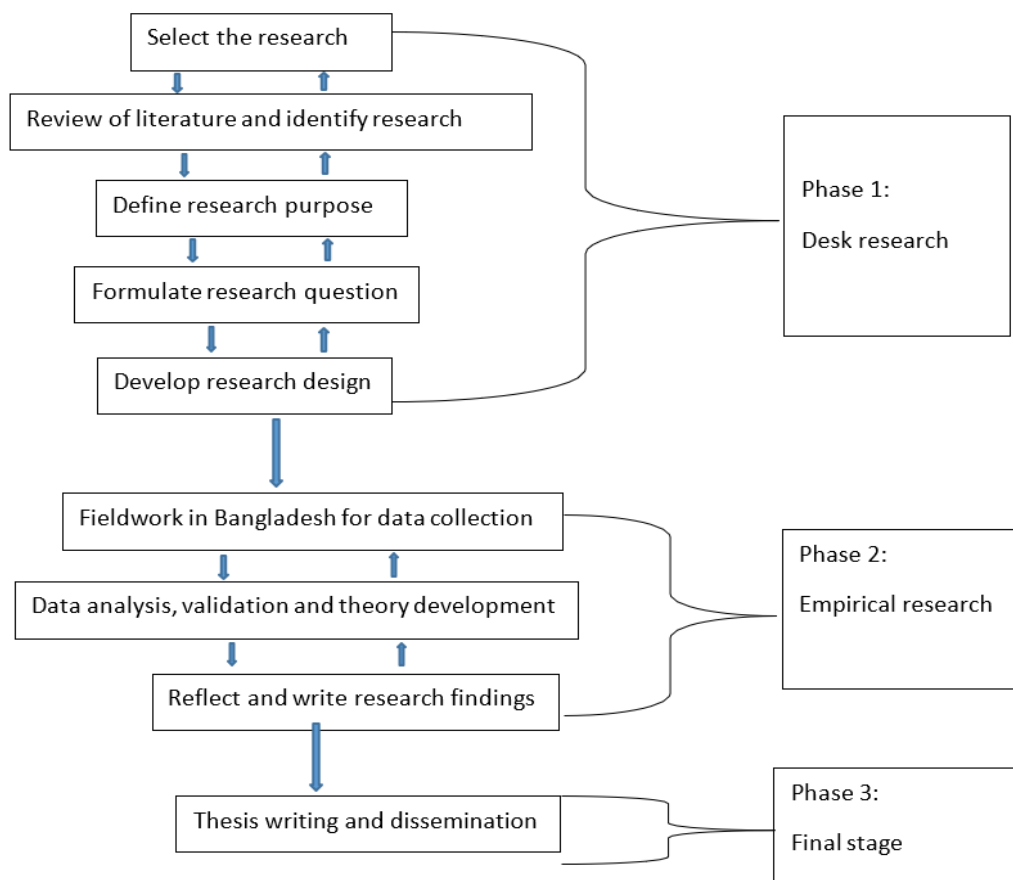 Select the research
Review of literature and identify research
Define research purpose
Formulate research question
Develop research design
Phase 1:
Desk research
Fieldwork in Bangladesh for data collection
Data analysis, validation and theory development
Reflect and write research findings
Phase 2:
Empirical research
Thesis writing and dissemination
Phase 3:
Final stage